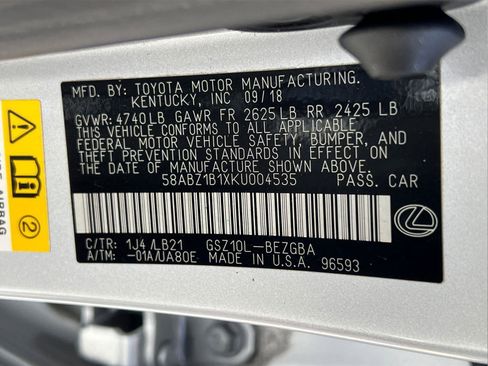 MFD. BY: TOYOTA MOTOR MANUFACTURING.
KENTUCKY, INC 09/18
GVWR: 4740LB GAWR FR 2625LB RR 2425 LB
THIS VEHICLE CONFORMS TO ALL APPLICABLE
FEDERAL MOTOR VEHICLE SAFETY, BUMPER, AND
THEFT PREVENTION STANDARDS IN EFFECT ON
THE DATE OF MANUFACTURE SHOWN ABOVE.
58ABZ1B1XKU004535 PASS. CAR
C/TR: 1J4 /LB21 GSZ10L-BEZGBA
A/TM: -01A/UA80E MADE IN U.S.A. 96593
AIRBAG
2